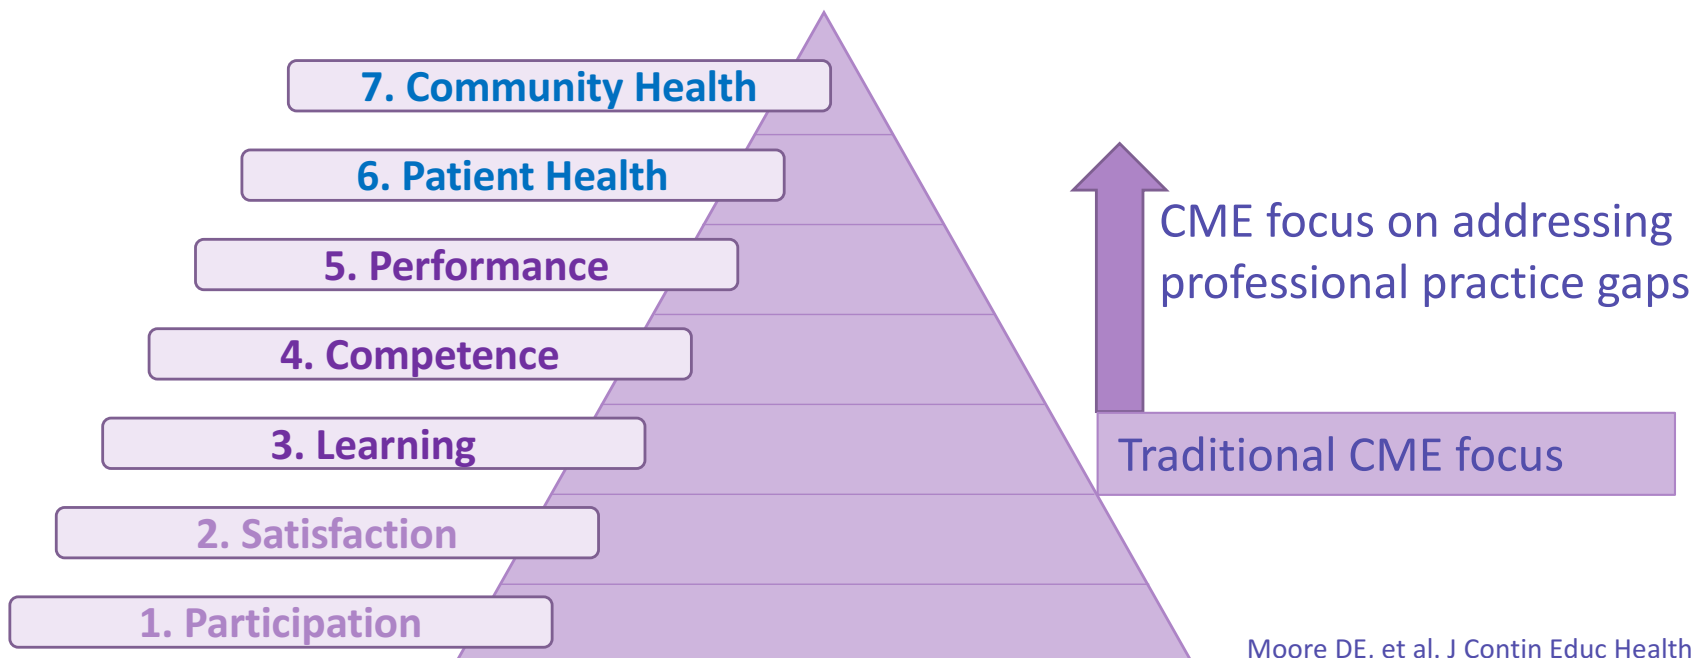 7. Community Health
6. Patient Health
5. Performance
4. Competence
3. Learning
2. Satisfaction
1. Participation
CME focus on addressing
professional practice gaps
Traditional CME focus
Moore DE. et al. J Contin Educ Health